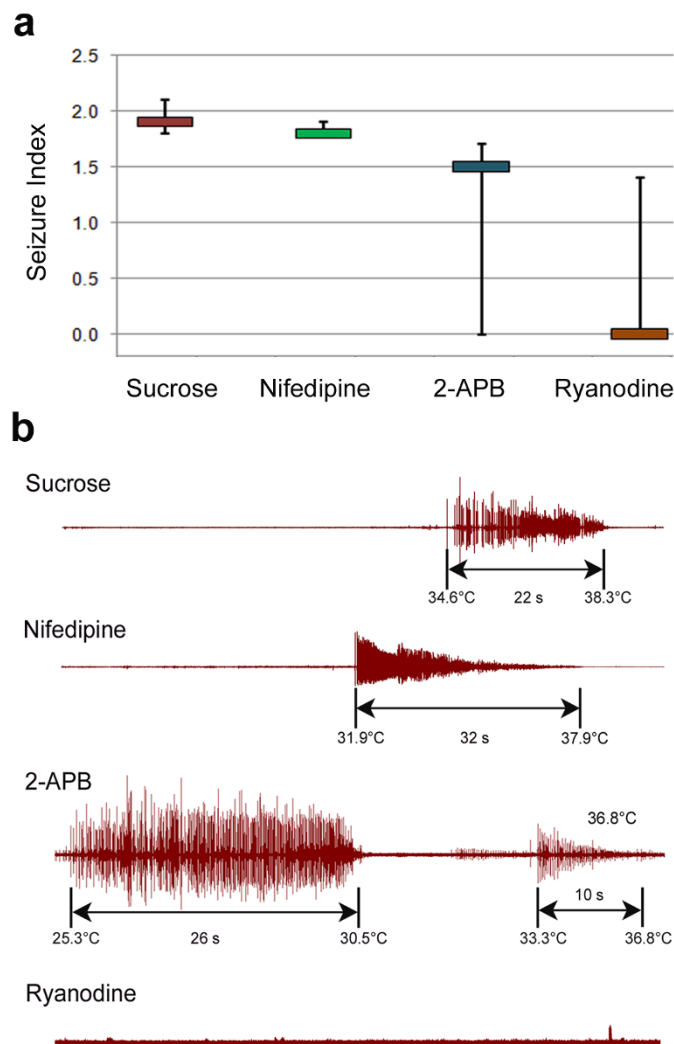 a
2.5
2.0
1.5
1.0
0.5
0.0
Seizure Index
Sucrose Nifedipine 2-APB Ryanodine
b
Sucrose
34.6°C 22 s 38.3°C
Nifedipine
31.9°C 32 s 37.9°C
2-APB
36.8°C
10 s
25.3°C 26 s 30.5°C 33.3°C 36.8°C
Ryanodine